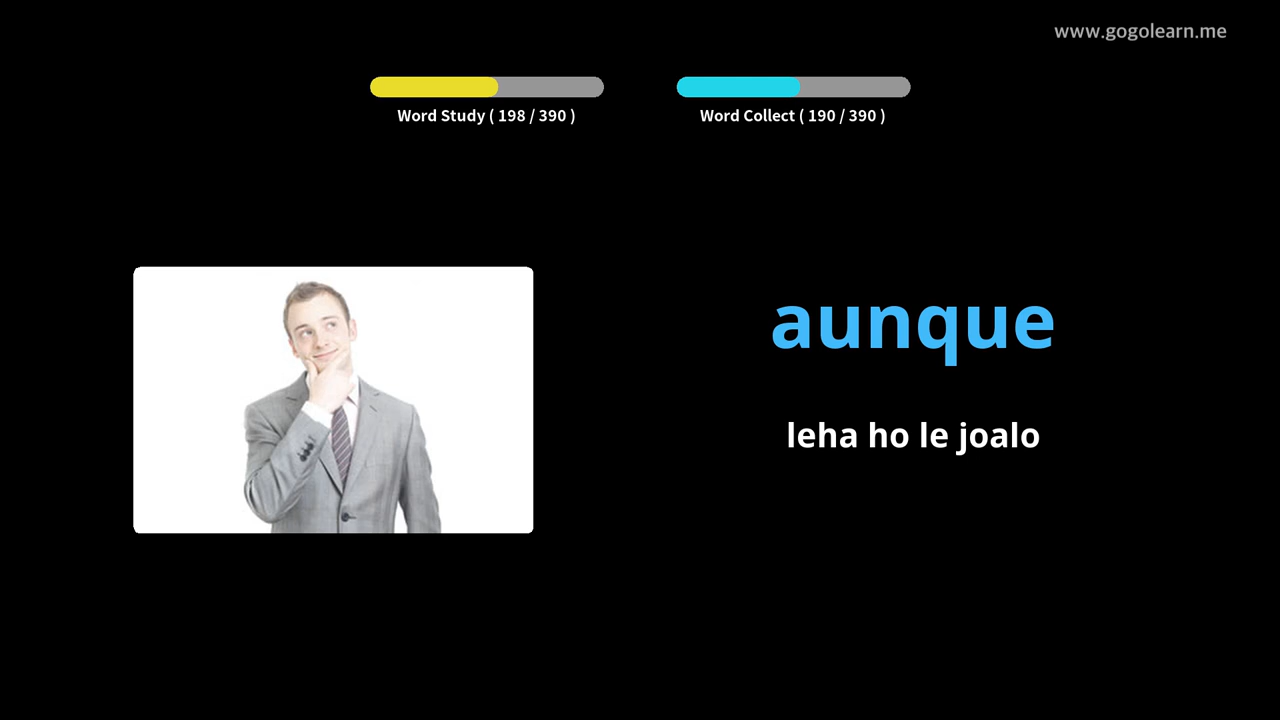 www.gogolearn.me
Word Study ( 198 / 390 )
Word Collect ( 190 / 390 )
aunque
leha ho le joalo